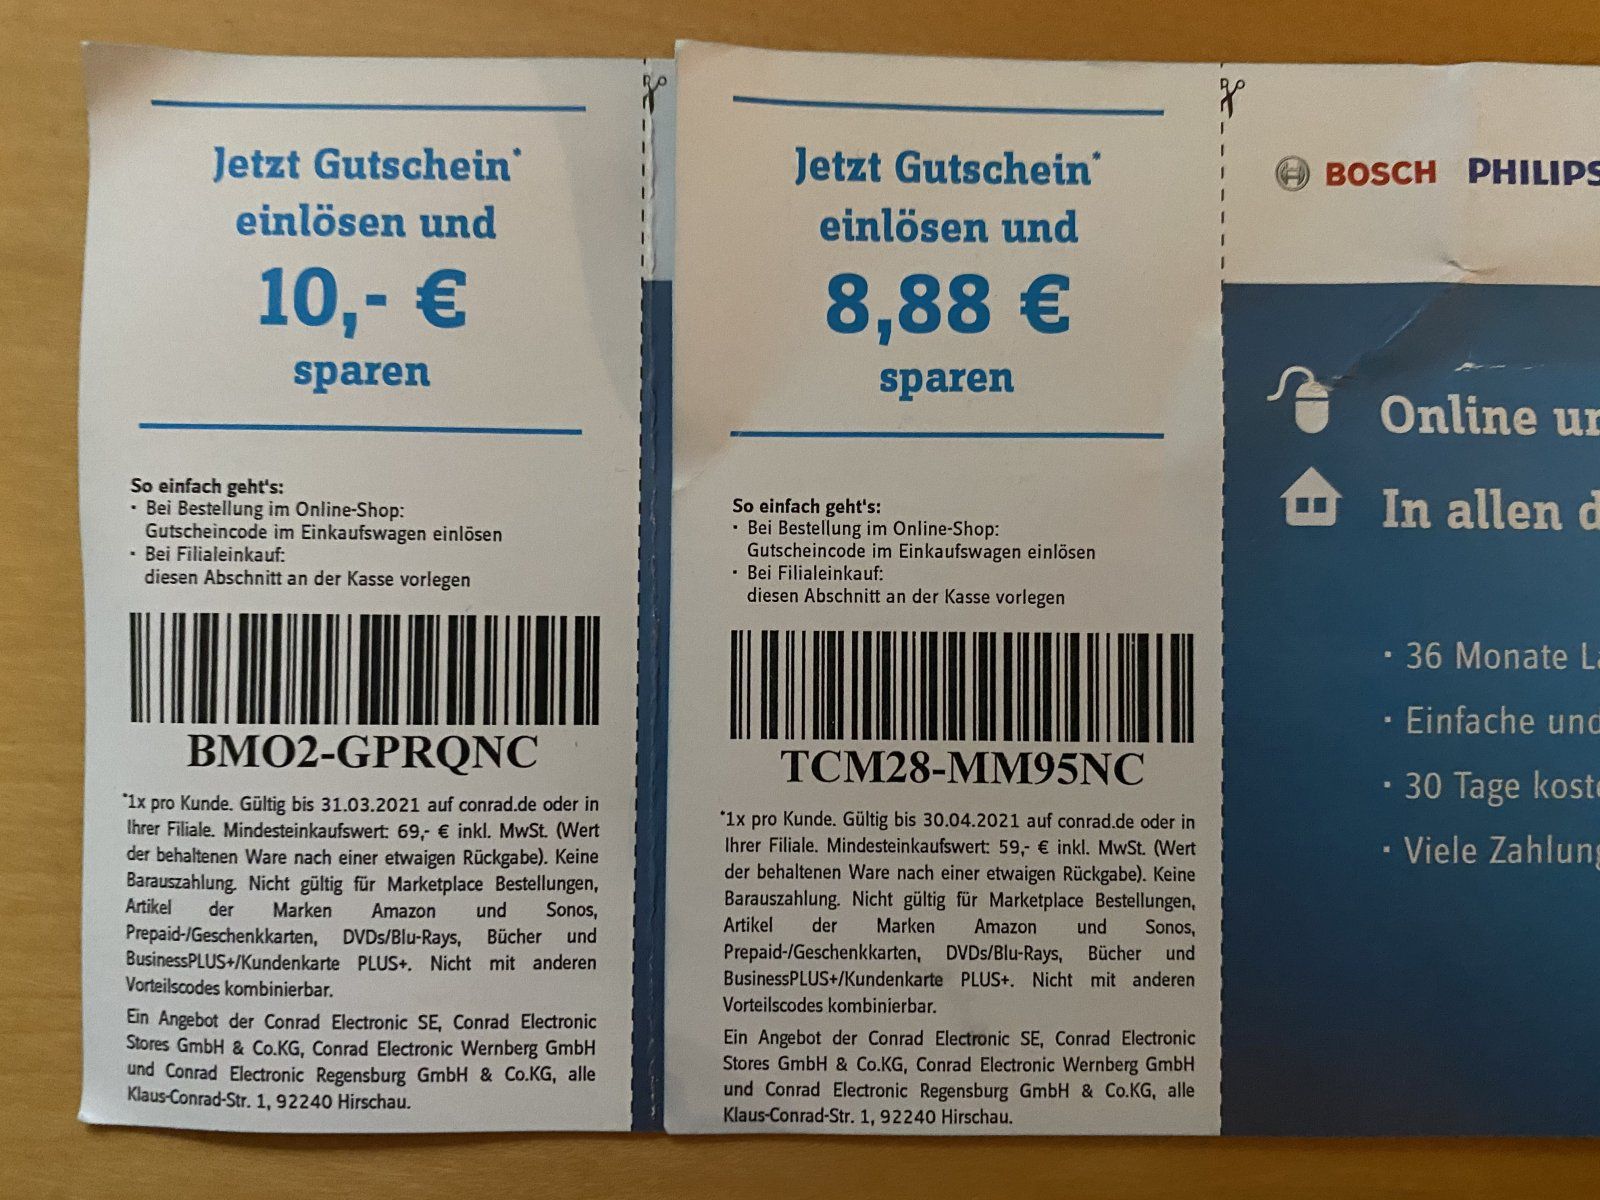 Jetzt Gutschein*
einlösen und
10,- €
sparen
So einfach geht's:
· Bei Bestellung im Online-Shop:
Gutscheincode im Einkaufswagen einlösen
· Bei Filialeinkauf:
diesen Abschnitt an der Kasse vorlegen
BMO2-GPRQNC
*1x pro Kunde. Gültig bis 31.03.2021 auf conrad.de oder in
Ihrer Filiale. Mindesteinkaufswert: 69,- € inkl. MwSt. (Wert
der behaltenen Ware nach einer etwaigen Rückgabe). Keine
Barauszahlung. Nicht gültig für Marketplace Bestellungen,
Artikel der Marken Amazon und Sonos,
Prepaid-/Geschenkkarten, DVDs/Blu-Rays, Bücher und
BusinessPLUS+/Kundenkarte PLUS+. Nicht mit anderen
Vorteilscodes kombinierbar.
Ein Angebot der Conrad Electronic SE, Conrad Electronic
Stores GmbH & Co.KG, Conrad Electronic Wernberg GmbH
und Conrad Electronic Regensburg GmbH & Co.KG, alle
Klaus-Conrad-Str. 1, 92240 Hirschau.
Jetzt Gutschein*
einlösen und
8,88 €
sparen
So einfach geht's:
· Bei Bestellung im Online-Shop:
Gutscheincode im Einkaufswagen einlösen
· Bei Filialeinkauf:
diesen Abschnitt an der Kasse vorlegen
TCM28-MM95NC
*1x pro Kunde. Gültig bis 30.04.2021 auf conrad.de oder in
Ihrer Filiale. Mindesteinkaufswert: 59,- € inkl. MwSt. (Wert
der behaltenen Ware nach einer etwaigen Rückgabe). Keine
Barauszahlung. Nicht gültig für Marketplace Bestellungen,
Artikel der Marken Amazon und Sonos,
Prepaid-/Geschenkkarten, DVDs/Blu-Rays, Bücher und
BusinessPLUS+/Kundenkarte PLUS+. Nicht mit anderen
Vorteilscodes kombinierbar.
Ein Angebot der Conrad Electronic SE, Conrad Electronic
Stores GmbH & Co.KG, Conrad Electronic Wernberg GmbH
und Conrad Electronic Regensburg GmbH & Co.KG, alle
Klaus-Conrad-Str. 1, 92240 Hirschau.
BOSCH PHILIPS
Online
In allen
· 36 Monate
· Einfache und
· 30 Tage
· Viele